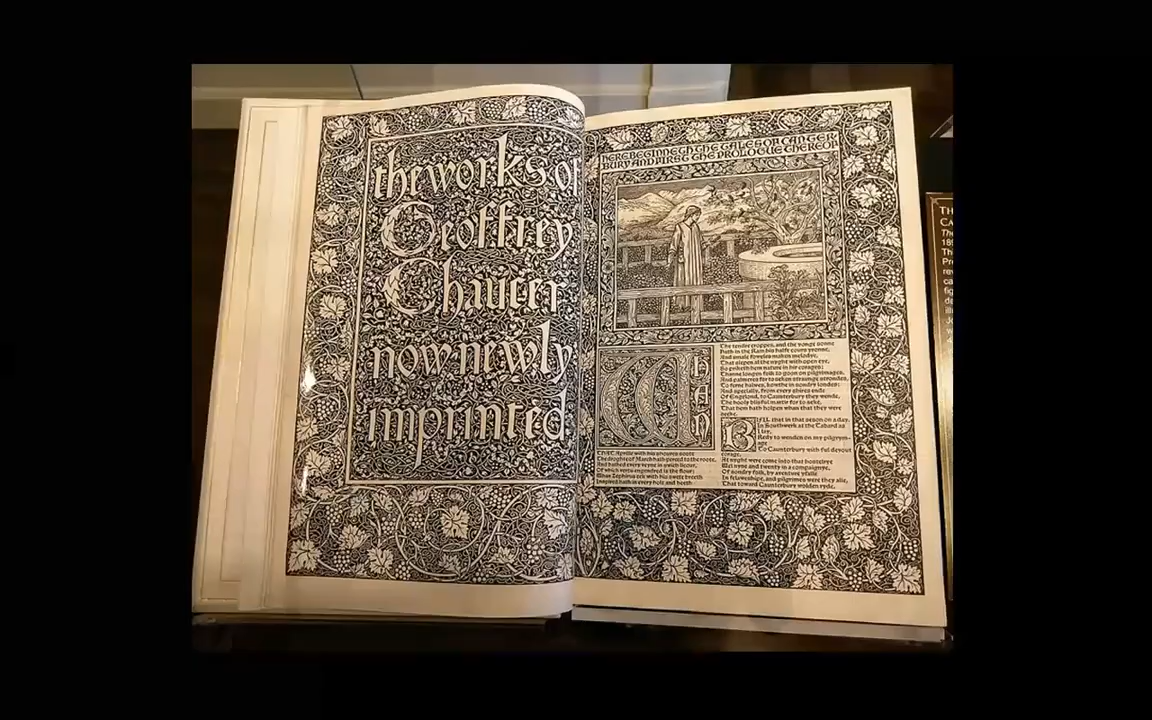 the works of
Geoffrey
Chaucer
now newly
imprinted
HERE BEGINNETH THE TALES OF CANTER
BURY AND FIRST THE PROLOGUE THEREOF
WHAN
THAT Aprille with his shoures soote
The droghte of March hath perced to the roote,
And bathed every veyne in swich licour,
Of which vertu engendred is the flour;
Whan Zephirus eek with his swete breeth
Inspired hath in every holt and heeth
The tendre croppes, and the yonge sonne
Hath in the Ram his halfe cours yronne,
And smale foweles maken melodye,
That slepen al the nyght with open eye,
So priketh hem nature in hir corages;
Thanne longen folk to goon on pilgrimages,
And palmeres for to seken straunge strondes,
To ferne halwes, kowthe in sondry londes;
And specially, from every shires ende
Of Engelond, to Caunterbury they wende,
The hooly blisful martir for to seke,
That hem hath holpen whan that they were
seeke.
BIFIL that in that seson on a day,
In Southwerk at the Tabard as
I lay,
Redy to wenden on my pilgrym-
age
To Caunterbury with ful devout
corage,
At nyght were come into that hostelrye
Wel nyne and twenty in a compaignye,
Of sondry folk, by aventure yfalle
In felaweshipe, and pilgrimes were they alle,
That toward Caunterbury wolden ryde.
TH
CA
The
189